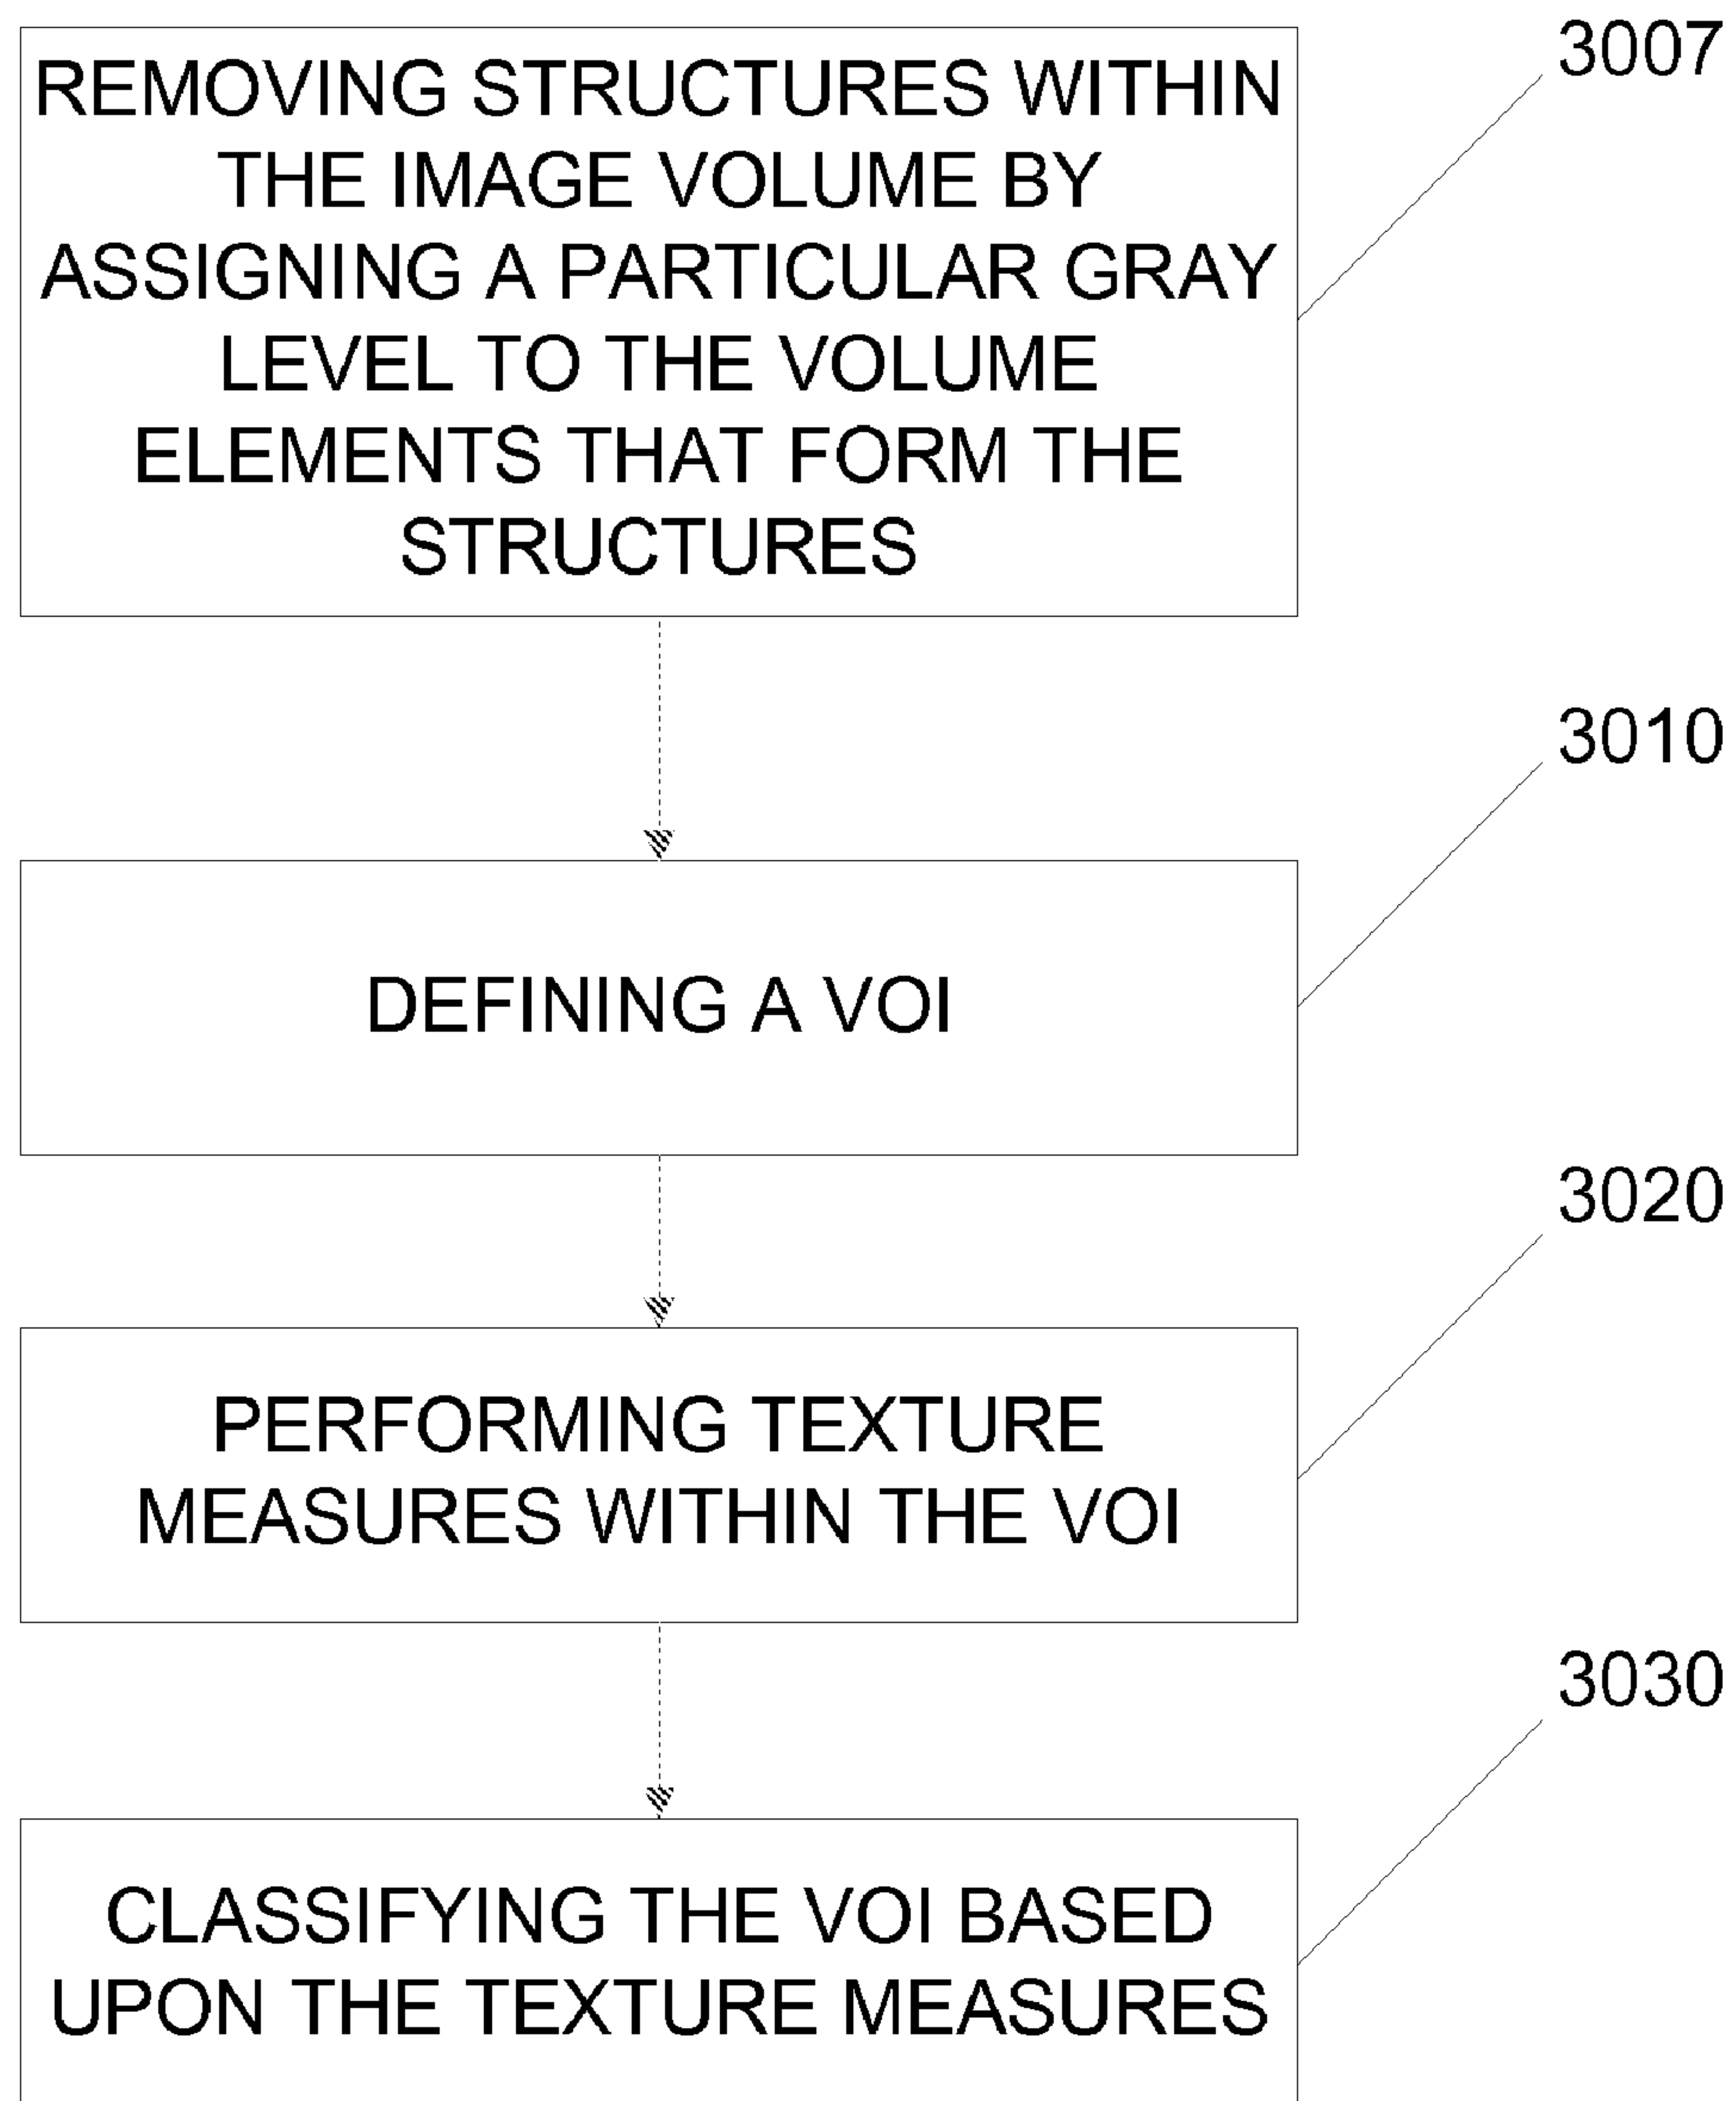 3007
REMOVING STRUCTURES WITHIN
THE IMAGE VOLUME BY
ASSIGNING A PARTICULAR GRAY
LEVEL TO THE VOLUME
ELEMENTS THAT FORM THE
STRUCTURES
3010
DEFINING A VOI
3020
PERFORMING TEXTURE
MEASURES WITHIN THE VOI
3030
CLASSIFYING THE VOI BASED
UPON THE TEXTURE MEASURES